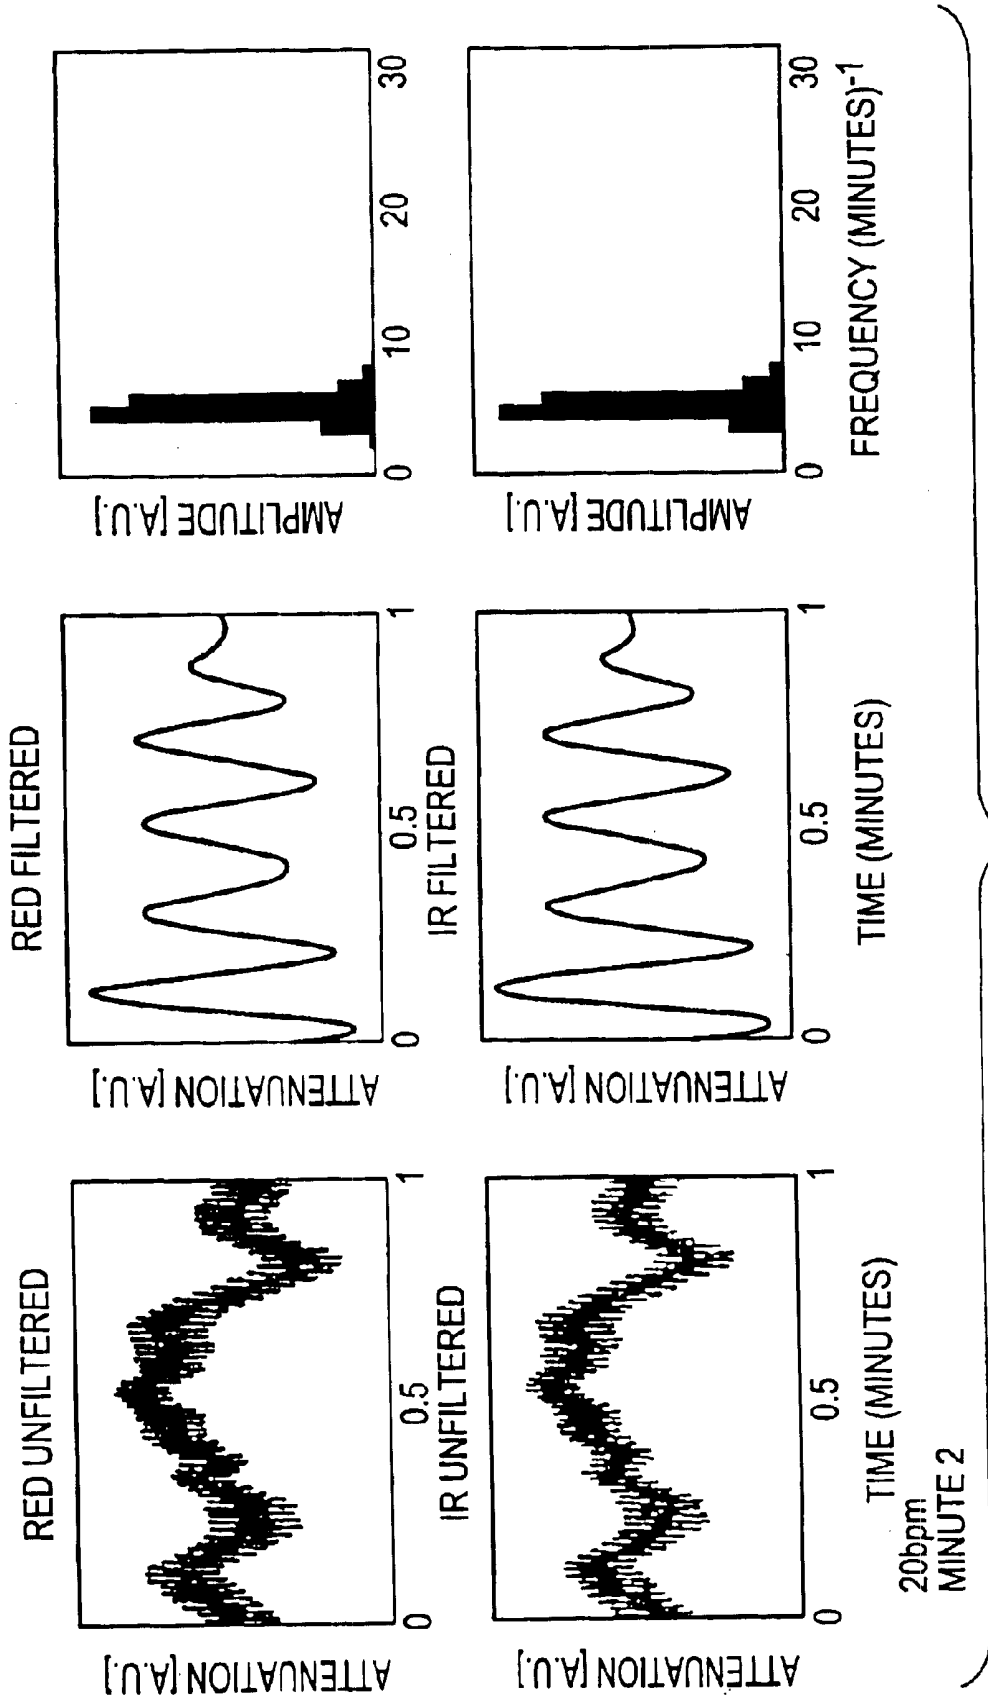 RED UNFILTERED
ATTENUATION [A.U.]
0
0.5
1
RED FILTERED
ATTENUATION [A.U.]
0
0.5
1
AMPLITUDE [A.U.]
0
10
20
30
IR UNFILTERED
ATTENUATION [A.U.]
0
0.5
1
TIME (MINUTES)
IR FILTERED
ATTENUATION [A.U.]
0
0.5
1
TIME (MINUTES)
AMPLITUDE [A.U.]
0
10
20
30
FREQUENCY (MINUTES)-1
20bpm
MINUTE 2